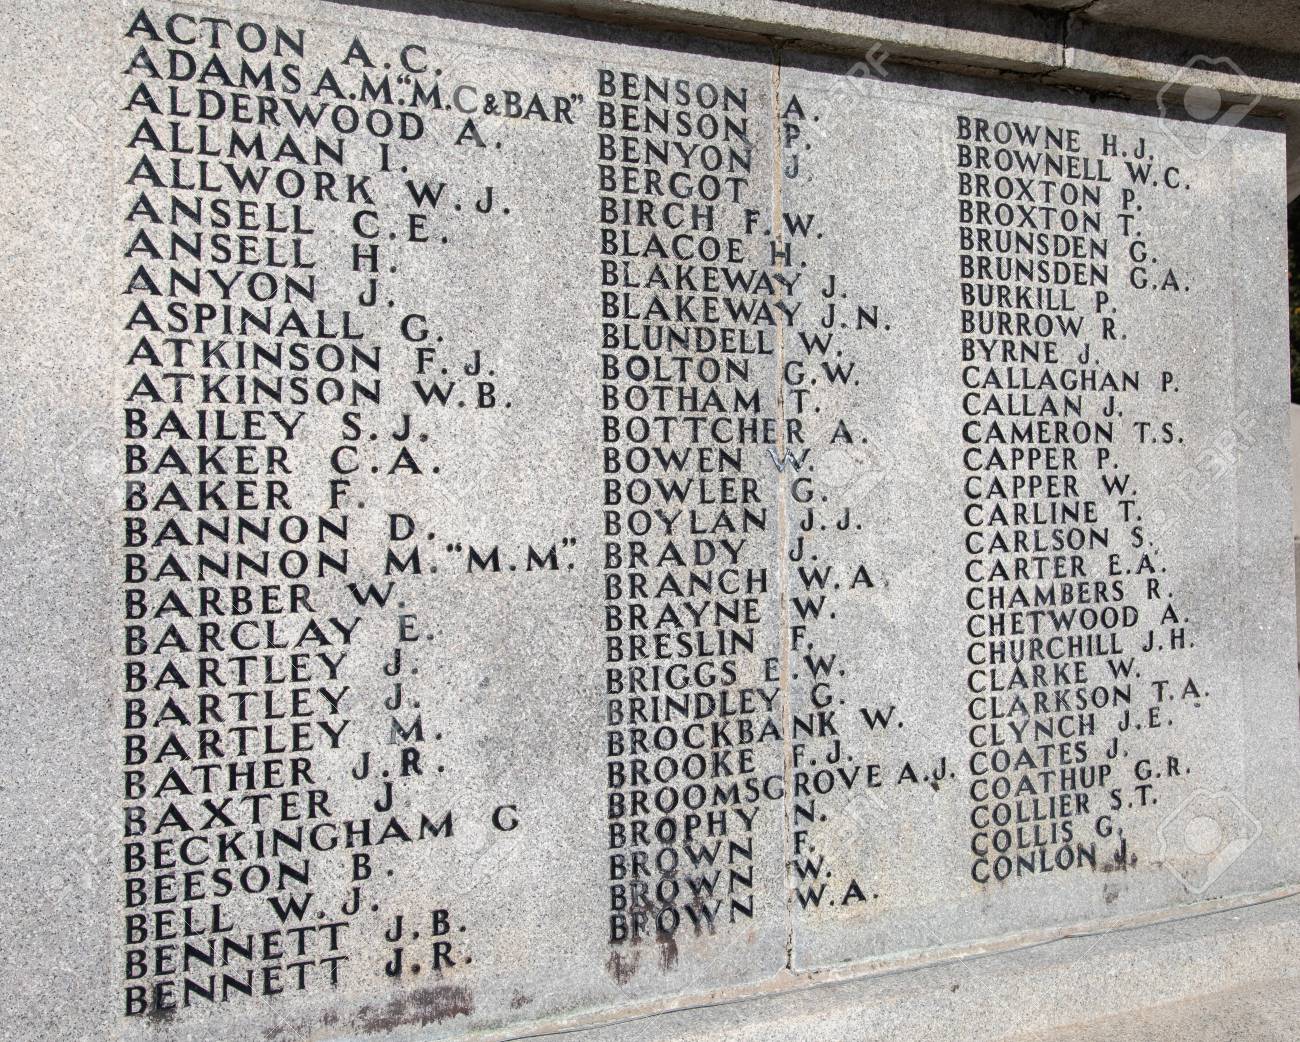 ACTON A.C.
ADAMS A.M. "M.C & BAR"
ALDERWOOD A.
ALLMAN I.
ALLWORK W.J.
ANSELL C.E.
ANSELL H.
ANYON J.
ASPINALL G.
ATKINSON F.J.
ATKINSON W.B.
BAILEY S.J.
BAKER C.A.
BAKER F.
BANNON D.
BANNON M. "M.M".
BARBER W.
BARCLAY E.
BARTLEY J.
BARTLEY J.
BARTLEY M.
BATHER J.R.
BAXTER J.
BECKINGHAM G
BEESON B.
BELL W.J.
BENNETT J.B.
BENNETT J.R.
BENSON A.
BENSON P.
BENYON J
BERGOT
BIRCH F.W.
BLACOE H.
BLAKEWAY J.
BLAKEWAY J.N.
BLUNDELL W.
BOLTON G.W.
BOTHAM T.
BOTTCHER A.
BOWEN W.
BOWLER G.
BOYLAN J.J.
BRADY J.
BRANCH W.A
BRAYNE W.
BRESLIN F.
BRIGGS E.W.
BRINDLEY G.
BROCKBANK W.
BROOKE F.J.
BROOMSGROVE A.J.
BROPHY N.
BROWN F.
BROWN W.
BROWN W.A.
BROWNE H.J.
BROWNELL W.C.
BROXTON P.
BROXTON T.
BRUNSDEN G.
BRUNSDEN G.A.
BURKILL P.
BURROW R.
BYRNE J.
CALLAGHAN P.
CALLAN J.
CAMERON T.S.
CAPPER P.
CAPPER W.
CARLINE T.
CARLSON S.
CARTER E.A.
CHAMBERS R.
CHETWOOD A.
CHURCHILL J.H.
CLARKE W.
CLARKSON T.A.
CLYNCH J.E.
COATES J.
COATHUP G.R.
COLLIER S.T.
COLLIS G.
CONLON J.